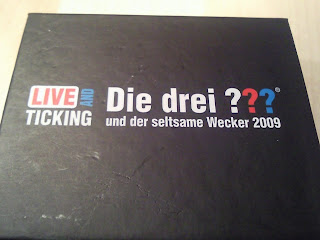 LIVE AND TICKING
Die drei ???®
und der seltsame Wecker 2009